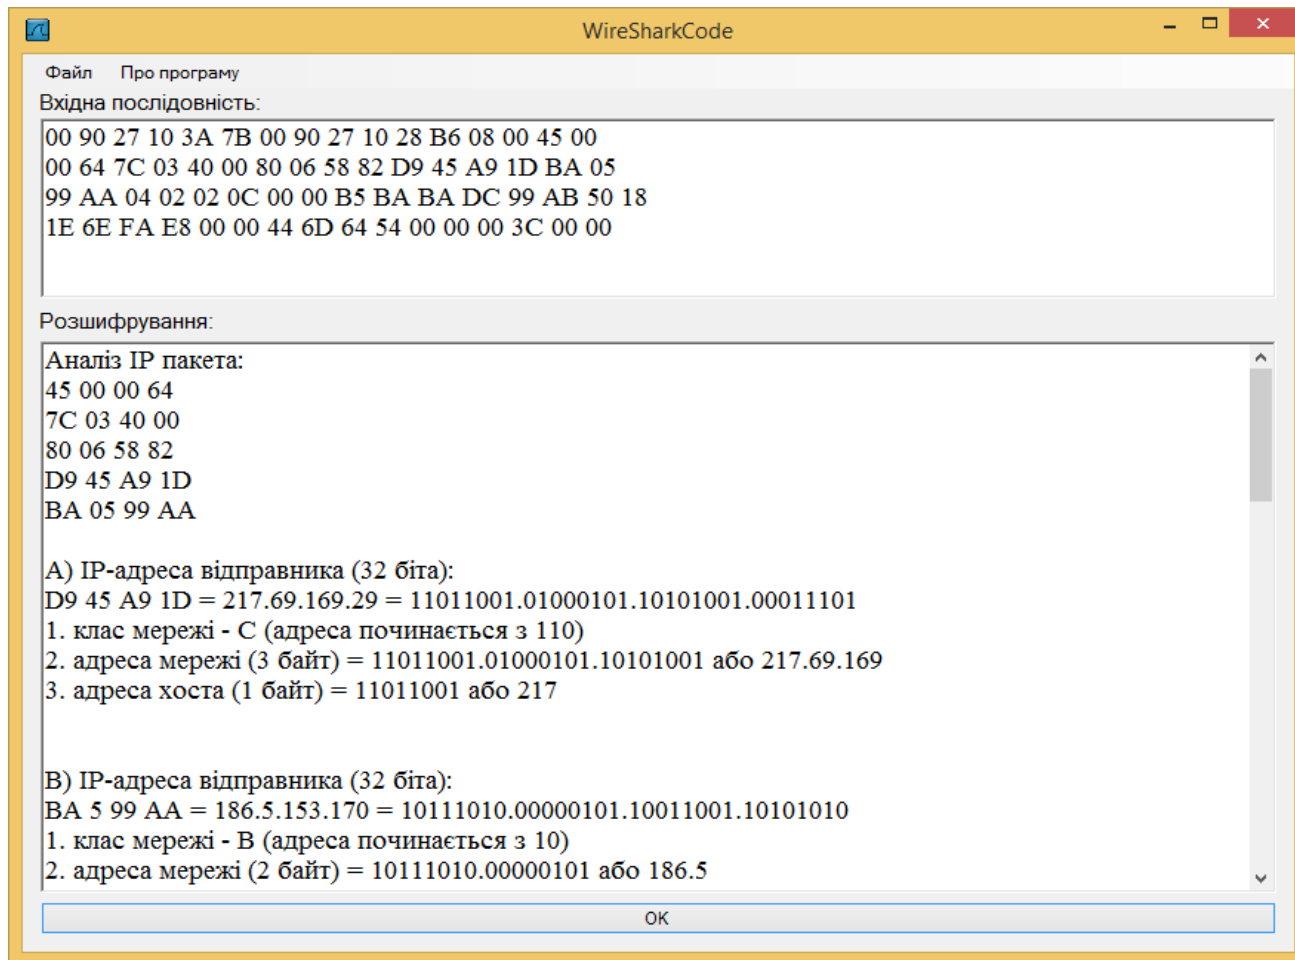 WireSharkCode
Файл Про програму
Вхідна послідовність:
00 90 27 10 3A 7B 00 90 27 10 28 B6 08 00 45 00
00 64 7C 03 40 00 80 06 58 82 D9 45 A9 1D BA 05
99 AA 04 02 02 0C 00 00 B5 BA BA DC 99 AB 50 18
1E 6E FA E8 00 00 44 6D 64 54 00 00 00 3C 00 00
Розшифрування:
Аналіз IP пакета:
45 00 00 64
7C 03 40 00
80 06 58 82
D9 45 A9 1D
BA 05 99 AA
A) IP-адреса відправника (32 біта):
D9 45 A9 1D = 217.69.169.29 = 11011001.01000101.10101001.00011101
1. клас мережі - C (адреса починається з 110)
2. адреса мережі (3 байт) = 11011001.01000101.10101001 або 217.69.169
3. адреса хоста (1 байт) = 11011001 або 217
B) IP-адреса відправника (32 біта):
BA 5 99 AA = 186.5.153.170 = 10111010.00000101.10011001.10101010
1. клас мережі - B (адреса починається з 10)
2. адреса мережі (2 байт) = 10111010.00000101 або 186.5
OK